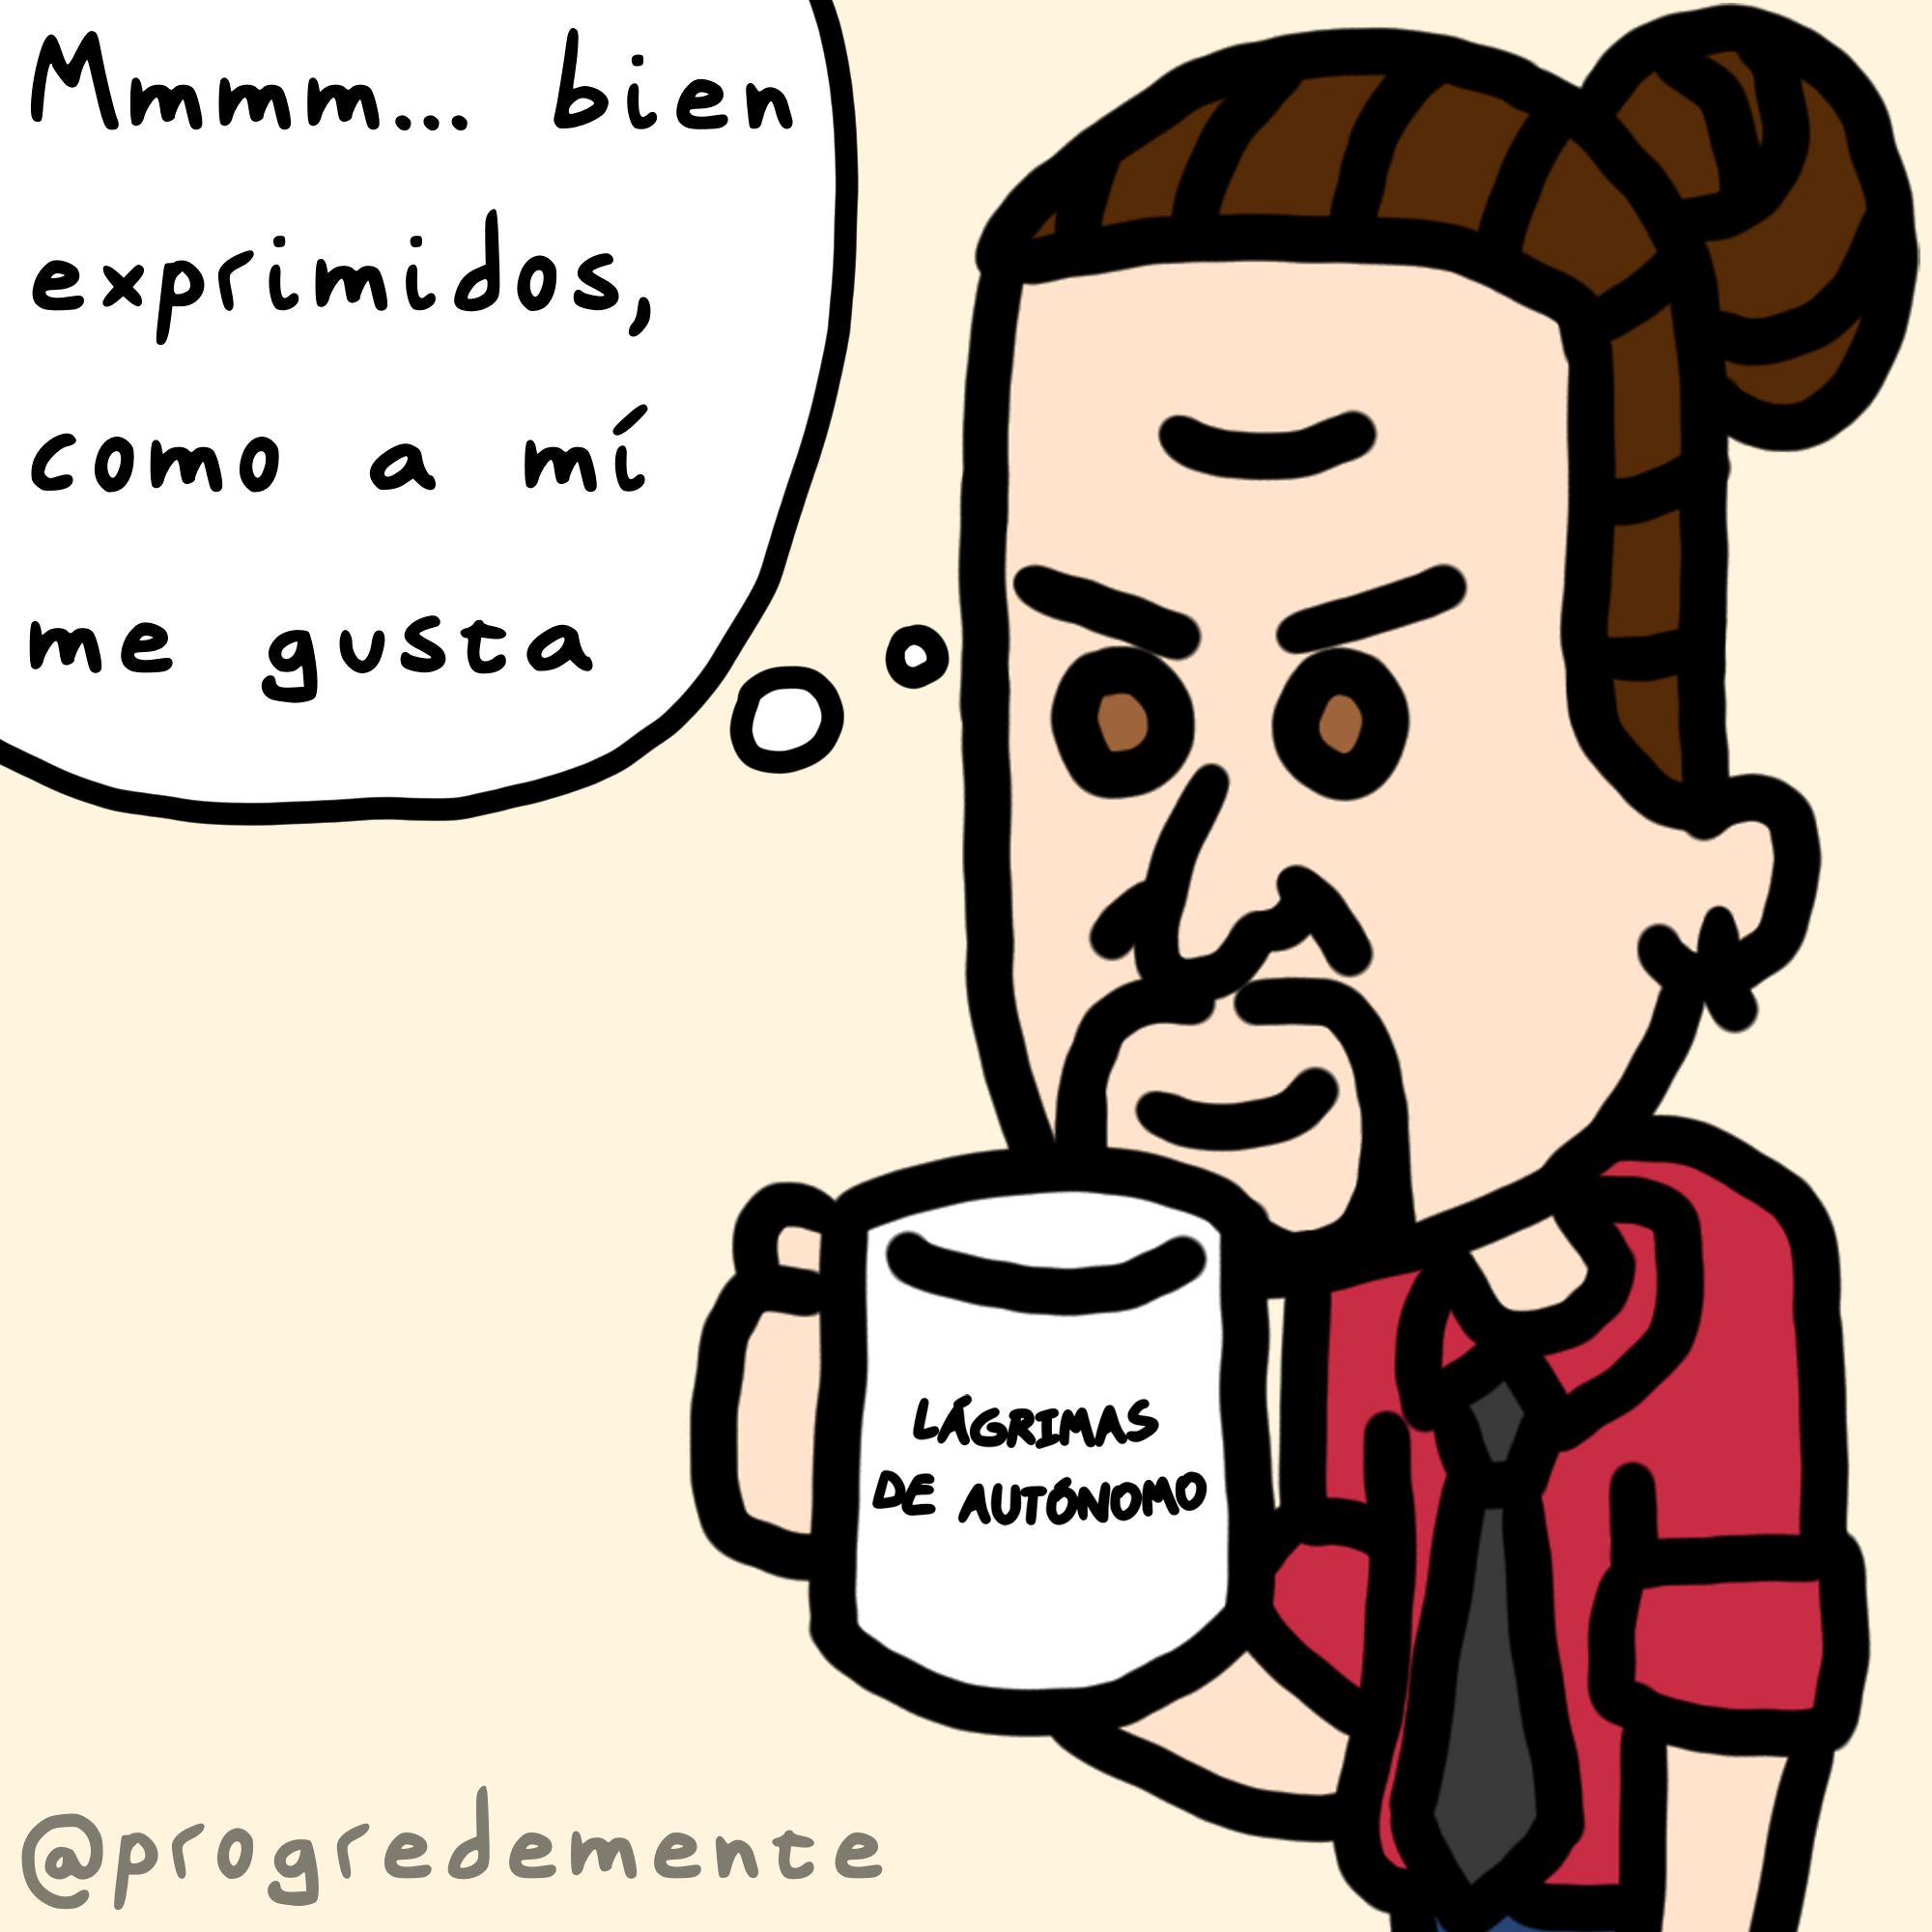 Mmmm... bien
exprimidos,
como a mí
me gusta
LÁGRIMAS
DE AUTÓNOMO
@progredemente